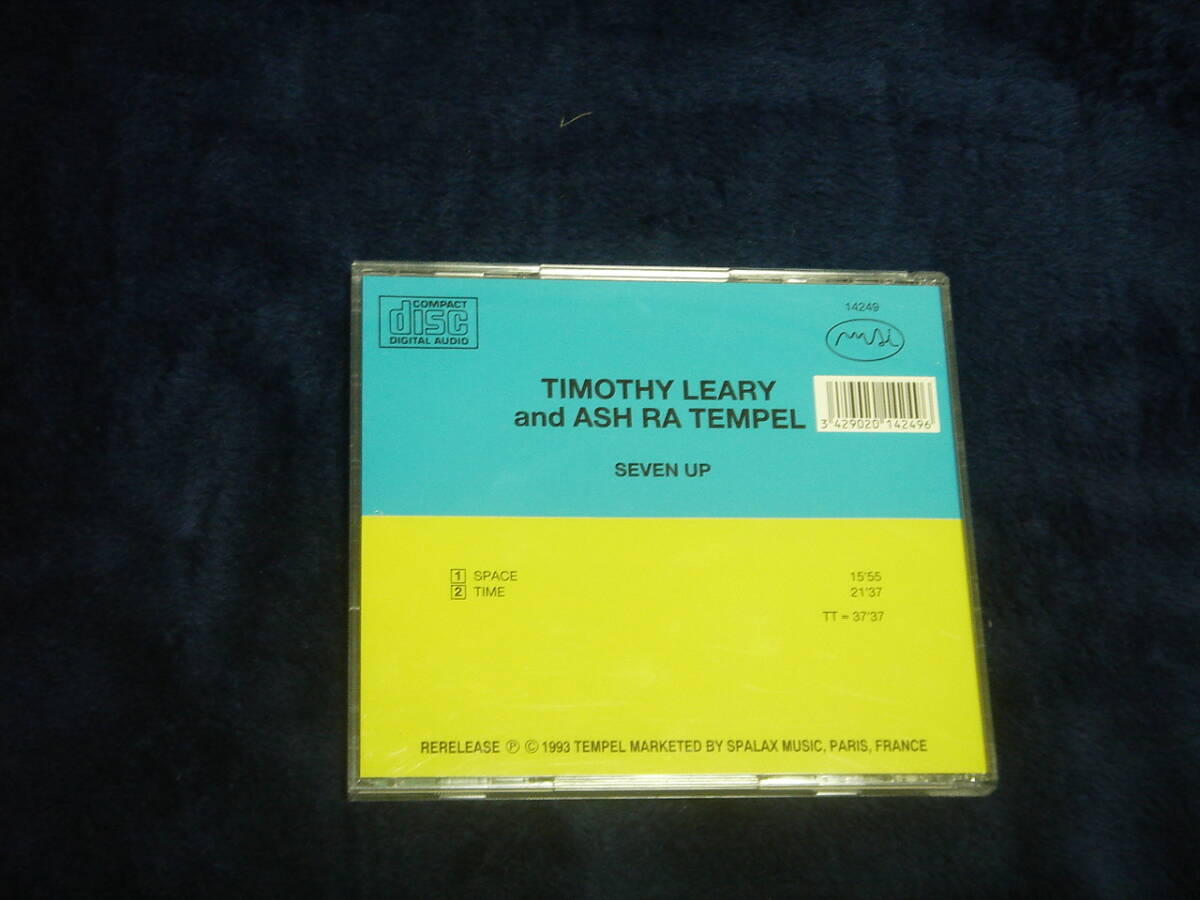 COMPACT
disc
DIGITAL AUDIO
14249
msi
TIMOTHY LEARY
and ASH RA TEMPEL
3 429020 142496
SEVEN UP
1 SPACE 15'55
2 TIME 21'37
TT = 37'37
RERELEASE ℗ © 1993 TEMPEL MARKETED BY SPALAX MUSIC, PARIS, FRANCE